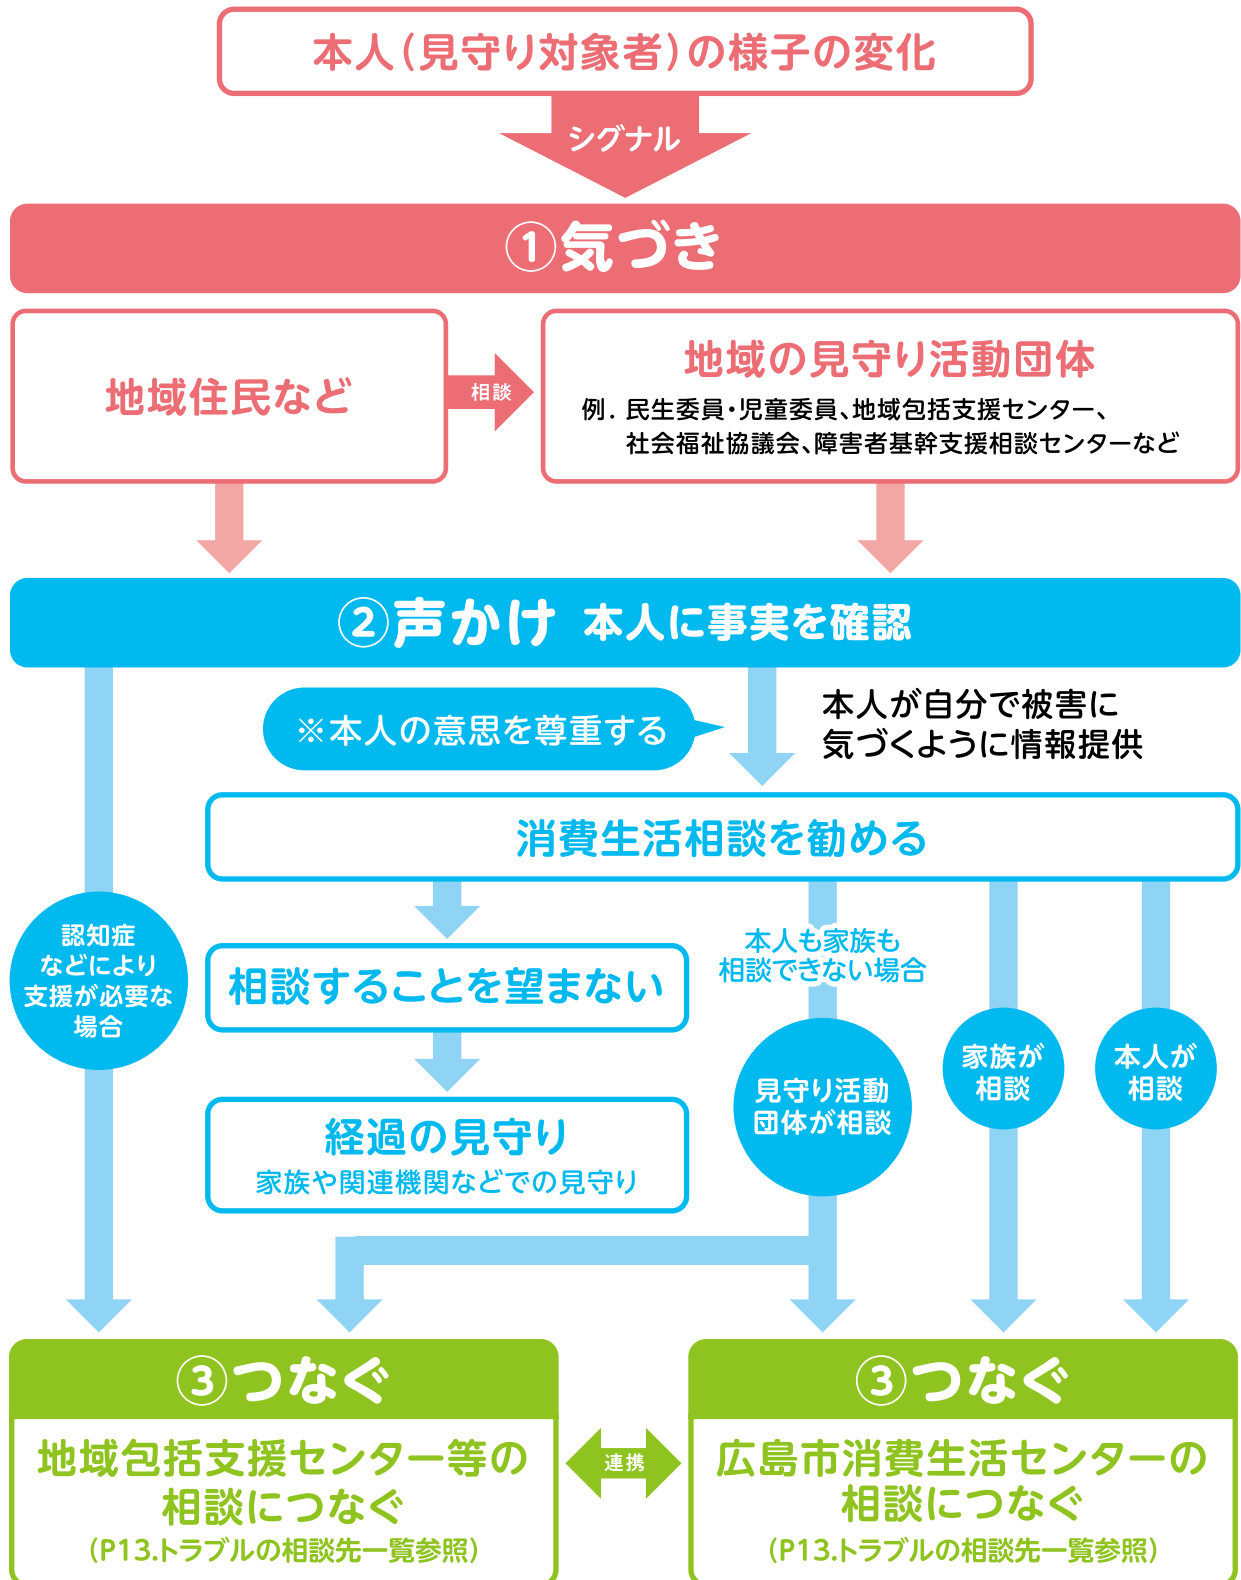 本人（見守り対象者）の様子の変化
シグナル
①気づき
地域住民など
相談
地域の見守り活動団体
例．民生委員・児童委員、地域包括支援センター、
社会福祉協議会、障害者基幹支援相談センターなど
②声かけ 本人に事実を確認
※本人の意思を尊重する
本人が自分で被害に
気づくように情報提供
消費生活相談を勧める
認知症
などにより
支援が必要な
場合
相談することを望まない
経過の見守り
家族や関連機関などでの見守り
本人も家族も
相談できない場合
見守り活動
団体が相談
家族が
相談
本人が
相談
③つなぐ
地域包括支援センター等の
相談につなぐ
（P13.トラブルの相談先一覧参照）
連携
③つなぐ
広島市消費生活センターの
相談につなぐ
（P13.トラブルの相談先一覧参照）